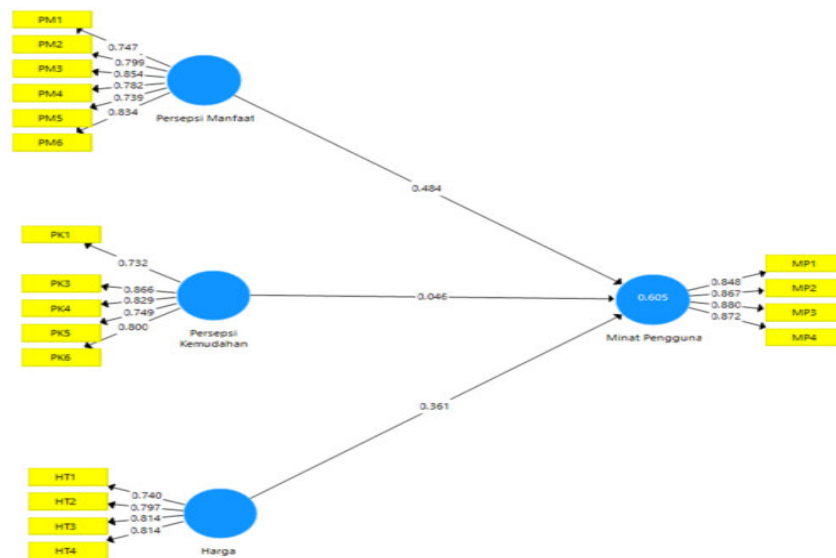 PM1
PM2
PM3
PM4
PM5
PM6
0.747
0.799
0.854
0.782
0.739
0.834
Persepsi Manfaat
0.484
PK1
PK3
PK4
PK5
PK6
0.732
0.866
0.829
0.749
0.800
Persepsi
Kemudahan
0.046
0.605
Minat Pengguna
0.848
0.867
0.880
0.872
MP1
MP2
MP3
MP4
0.361
HT1
HT2
HT3
HT4
0.740
0.797
0.814
0.814
Harga